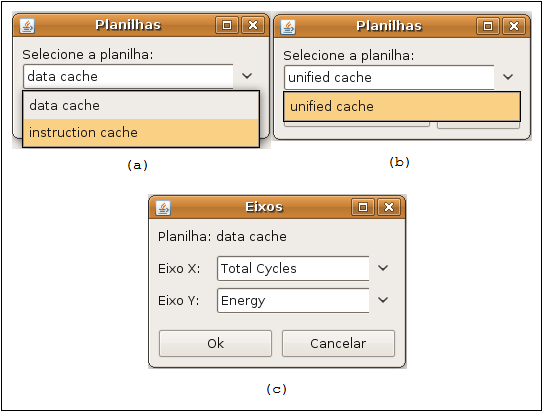 Planilhas
Selecione a planilha:
data cache
data cache
instruction cache
(a)
Planilhas
Selecione a planilha:
unified cache
unified cache
(b)
Eixos
Planilha: data cache
Eixo X: Total Cycles
Eixo Y: Energy
Ok Cancelar
(c)